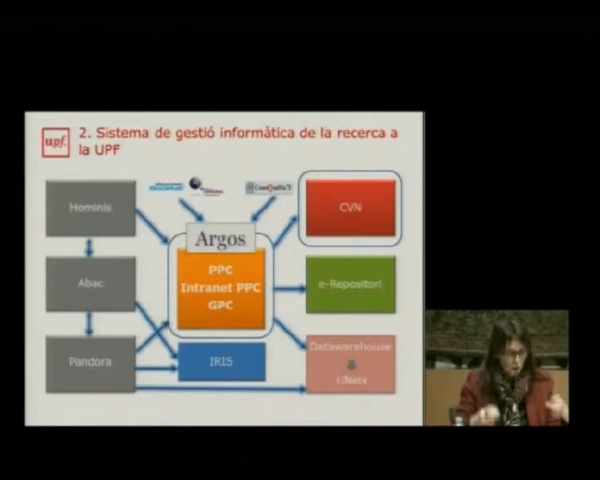 upf.
2. Sistema de gestió informàtica de la recerca a
la UPF
SCOPUS
Hominis
CVN
Argos
PPC
Intranet PPC
GPC
Abac
e-Repositori
Pandora
IRIS
Datawarehouse
UNeix